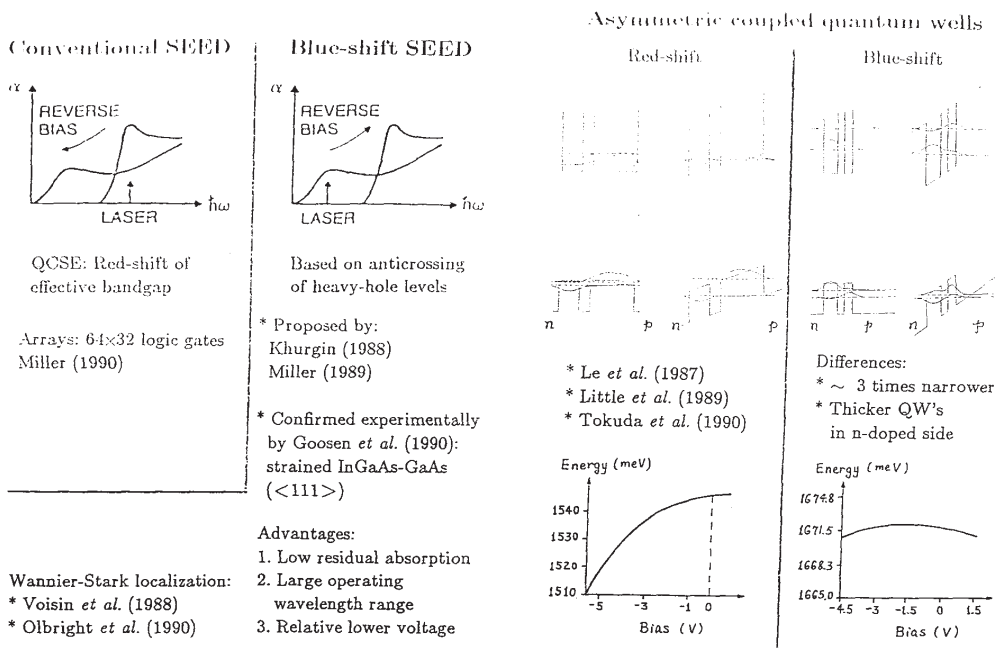 Conventional SEED
α
REVERSE
BIAS
ħω
LASER
QCSE: Red-shift of
effective bandgap
Arrays: 64×32 logic gates
Miller (1990)
Wannier-Stark localization:
* Voisin et al. (1988)
* Olbright et al. (1990)
Blue-shift SEED
α
REVERSE
BIAS
ħω
LASER
Based on anticrossing
of heavy-hole levels
* Proposed by:
Khurgin (1988)
Miller (1989)
* Confirmed experimentally
by Goosen et al. (1990):
strained InGaAs-GaAs
(<111>)
Advantages:
1. Low residual absorption
2. Large operating
wavelength range
3. Relative lower voltage
Asymmetric coupled quantum wells
Red-shift
n p n p
* Le et al. (1987)
* Little et al. (1989)
* Tokuda et al. (1990)
Energy (meV)
1540
1530
1520
1510
-5 -1 0
Bias (V)
Blue-shift
n p n p
Differences:
* ~ 3 times narrower
* Thicker QW's
in n-doped side
Energy (meV)
1674.8
1671.5
1668.3
1665.0
-4.5 -3 -1.5 0 1.5
Bias (V)